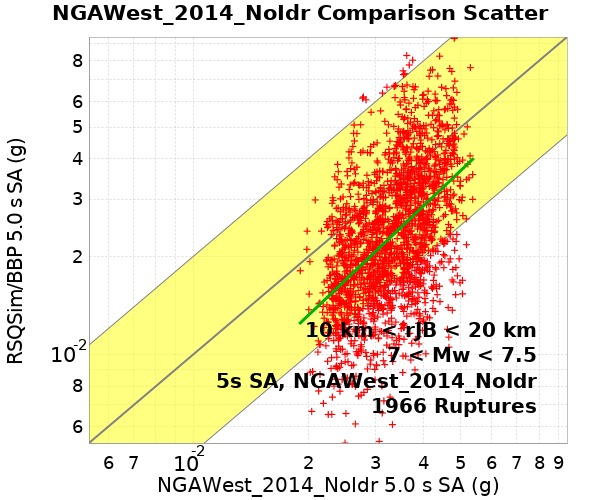 NGAWest_2014_NoIdr Comparison Scatter
RSQSim/BBP 5.0 s SA (g)
8
6
5
4
3
2
10-2
8
6
10 km < rJB < 20 km
7 < Mw < 7.5
5s SA, NGAWest_2014_NoIdr
1966 Ruptures
6 7 10-2 2 3 4 5 6 7 8 9
NGAWest_2014_NoIdr 5.0 s SA (g)